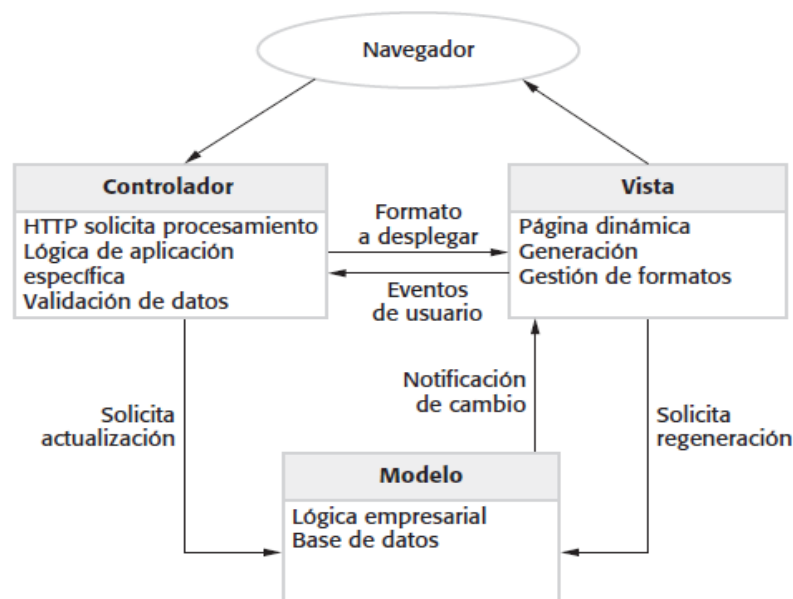 Navegador
Controlador
HTTP solicita procesamiento
Lógica de aplicación
específica
Validación de datos
Formato
a desplegar
Eventos
de usuario
Vista
Página dinámica
Generación
Gestión de formatos
Solicita
actualización
Notificación
de cambio
Solicita
regeneración
Modelo
Lógica empresarial
Base de datos